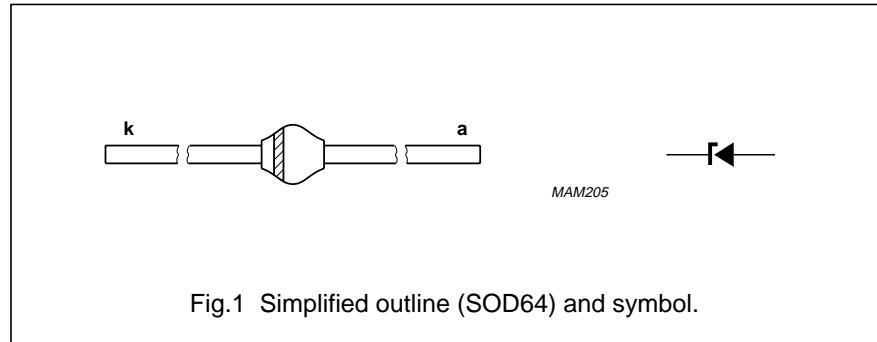 k a
MAM205
Fig.1 Simplified outline (SOD64) and symbol.